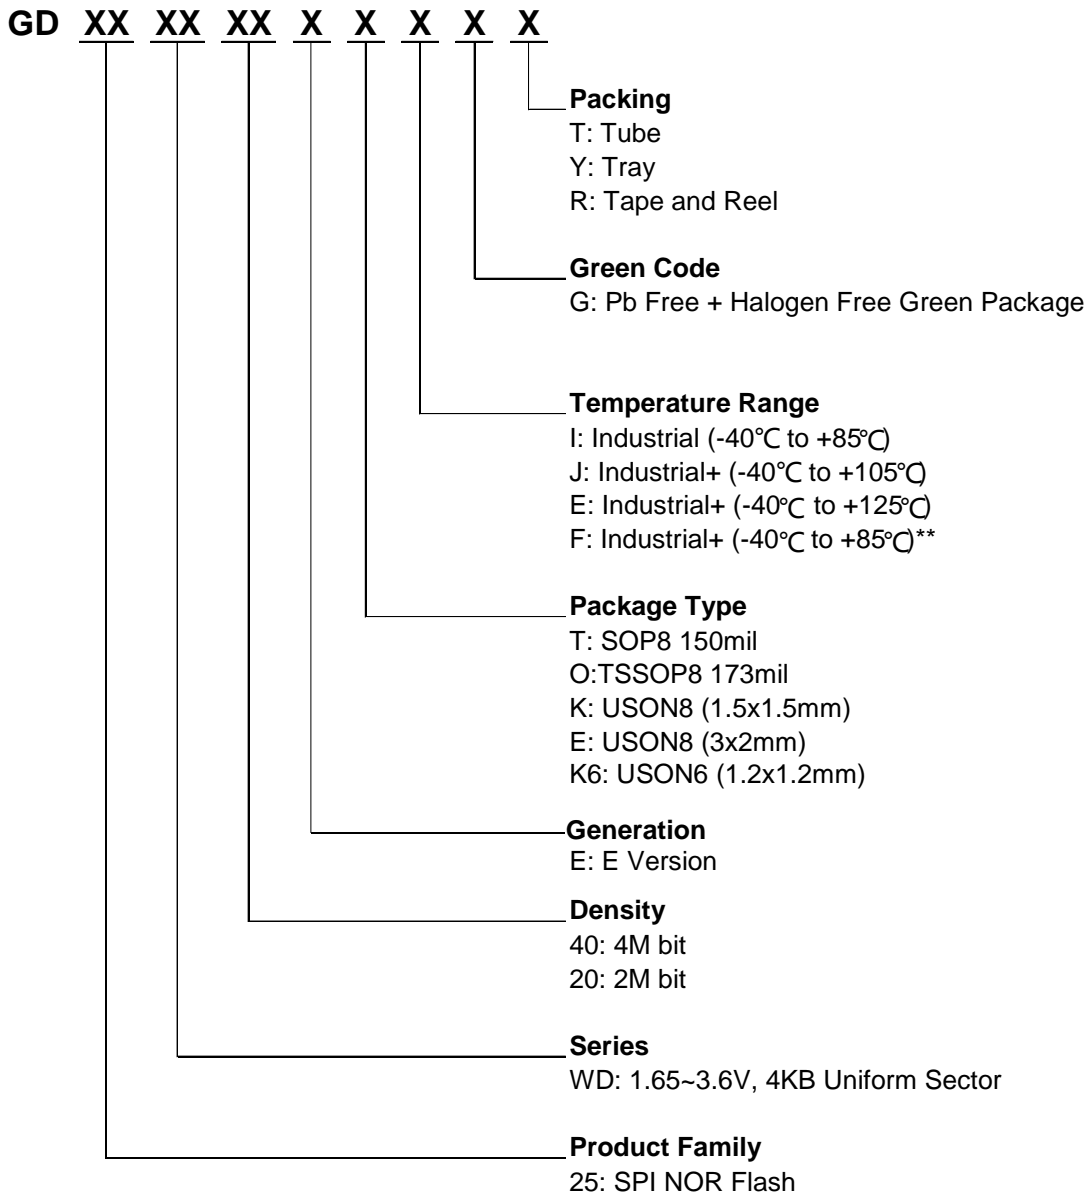 GD XX XX XX X X X X X
Packing
T: Tube
Y: Tray
R: Tape and Reel
Green Code
G: Pb Free + Halogen Free Green Package
Temperature Range
I: Industrial (-40℃ to +85℃)
J: Industrial+ (-40℃ to +105℃)
E: Industrial+ (-40℃ to +125℃)
F: Industrial+ (-40℃ to +85℃)**
Package Type
T: SOP8 150mil
O:TSSOP8 173mil
K: USON8 (1.5x1.5mm)
E: USON8 (3x2mm)
K6: USON6 (1.2x1.2mm)
Generation
E: E Version
Density
40: 4M bit
20: 2M bit
Series
WD: 1.65~3.6V, 4KB Uniform Sector
Product Family
25: SPI NOR Flash